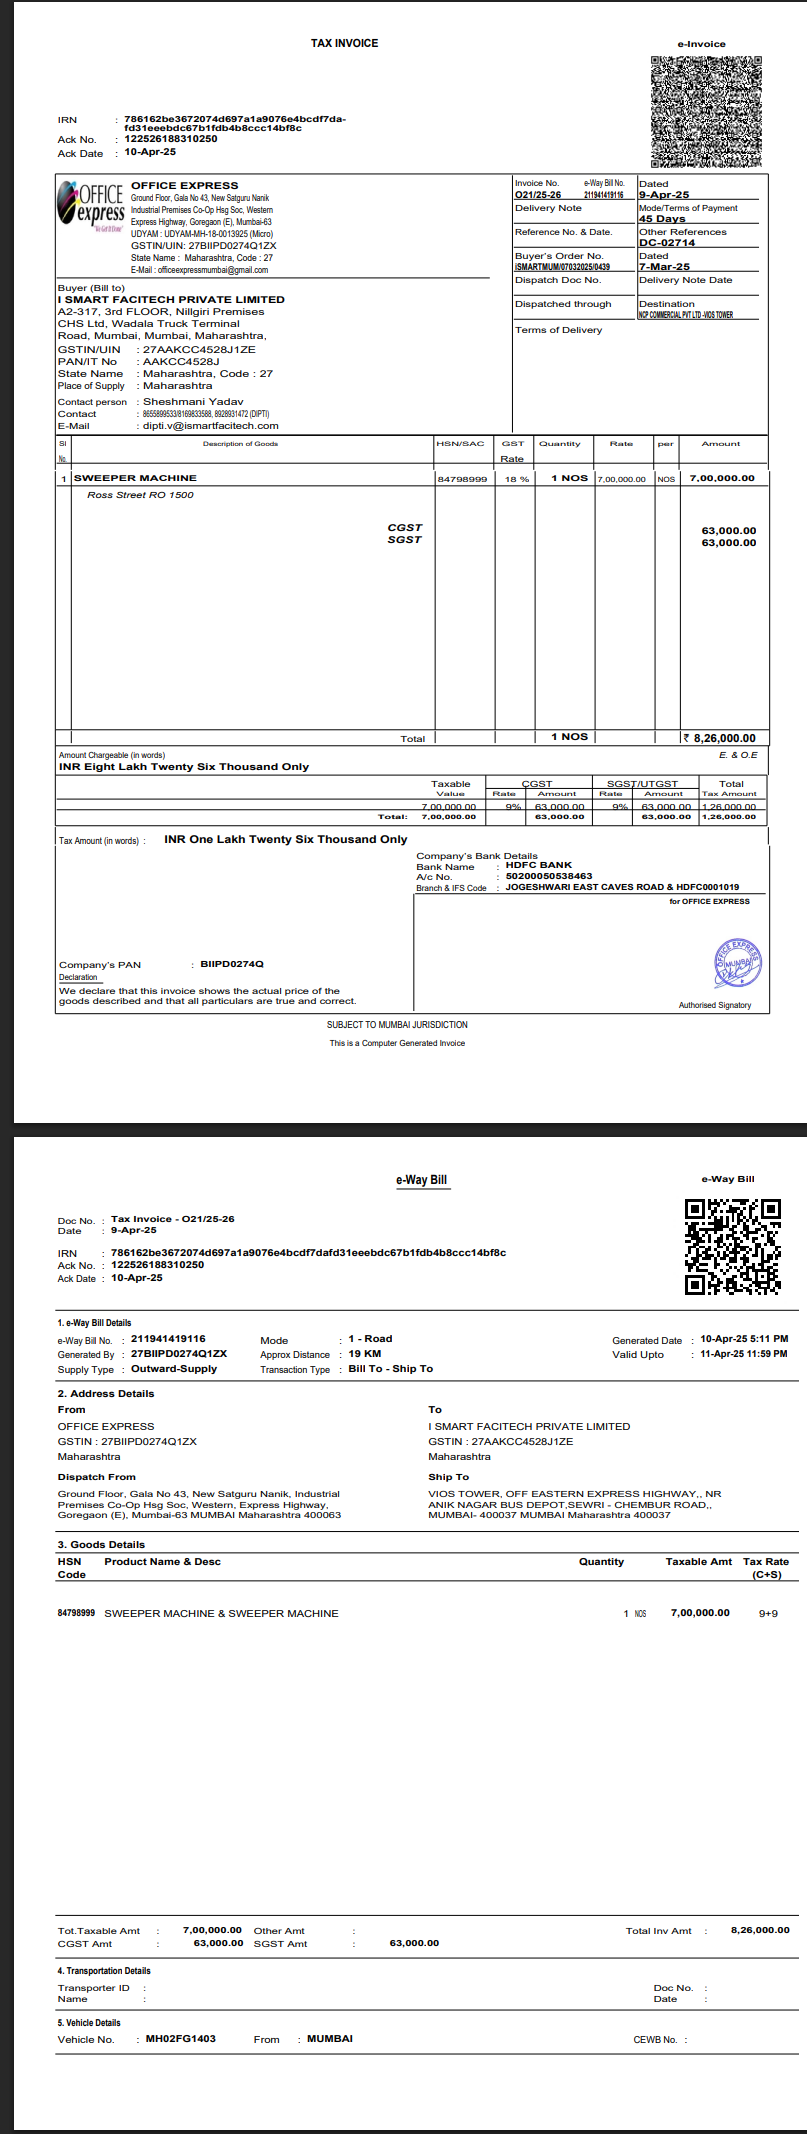 TAX INVOICE
e-Invoice
IRN : 786162be3672074d697a1a9076e4bcdf7da-
fd31eeebdc67b1fdb4b8ccc14bf8c
Ack No. : 122526188310250
Ack Date : 10-Apr-25
OFFICE
express
"We Get It Done"
OFFICE EXPRESS
Ground Floor, Gala No 43, New Satguru Nanik
Industrial Premises Co-Op Hsg Soc, Western
Express Highway, Goregaon (E), Mumbai-63
UDYAM : UDYAM-MH-18-0013925 (Micro)
GSTIN/UIN: 27BIIPD0274Q1ZX
State Name : Maharashtra, Code : 27
E-Mail : officeexpressmumbai@gmail.com
Invoice No. e-Way Bill No. Dated
O21/25-26 211941419116 9-Apr-25
Delivery Note Mode/Terms of Payment
45 Days
Reference No. & Date. Other References
DC-02714
Buyer's Order No. Dated
iSMARTMUM/07032025/0439 7-Mar-25
Dispatch Doc No. Delivery Note Date
Dispatched through Destination
NCP COMMERCIAL PVT LTD -VIOS TOWER
Terms of Delivery
Buyer (Bill to)
I SMART FACITECH PRIVATE LIMITED
A2-317, 3rd FLOOR, Nillgiri Premises
CHS Ltd, Wadala Truck Terminal
Road, Mumbai, Mumbai, Maharashtra,
GSTIN/UIN : 27AAKCC4528J1ZE
PAN/IT No : AAKCC4528J
State Name : Maharashtra, Code : 27
Place of Supply : Maharashtra
Contact person : Sheshmani Yadav
Contact : 8655899533/8169833588, 8928931472 (DIPTI)
E-Mail : dipti.v@ismartfacitech.com
Sl No. Description of Goods HSN/SAC GST Rate Quantity Rate per Amount
1 SWEEPER MACHINE 84798999 18 % 1 NOS 7,00,000.00 NOS 7,00,000.00
Ross Street RO 1500
CGST 63,000.00
SGST 63,000.00
Total 1 NOS ₹ 8,26,000.00
Amount Chargeable (in words) E. & O.E
INR Eight Lakh Twenty Six Thousand Only
Taxable Value CGST SGST/UTGST Total Tax Amount
Rate Amount Rate Amount
7,00,000.00 9% 63,000.00 9% 63,000.00 1,26,000.00
Total: 7,00,000.00 63,000.00 63,000.00 1,26,000.00
Tax Amount (in words) : INR One Lakh Twenty Six Thousand Only
Company's Bank Details
Bank Name : HDFC BANK
A/c No. : 50200050538463
Branch & IFS Code : JOGESHWARI EAST CAVES ROAD & HDFC0001019
for OFFICE EXPRESS
OFFICE EXPRESS
MUMBAI
Company's PAN : BIIPD0274Q
Declaration
We declare that this invoice shows the actual price of the
goods described and that all particulars are true and correct.
Authorised Signatory
SUBJECT TO MUMBAI JURISDICTION
This is a Computer Generated Invoice
e-Way Bill
e-Way Bill
Doc No. : Tax Invoice - O21/25-26
Date : 9-Apr-25
IRN : 786162be3672074d697a1a9076e4bcdf7dafd31eeebdc67b1fdb4b8ccc14bf8c
Ack No. : 122526188310250
Ack Date : 10-Apr-25
1. e-Way Bill Details
e-Way Bill No. : 211941419116 Mode : 1 - Road Generated Date : 10-Apr-25 5:11 PM
Generated By : 27BIIPD0274Q1ZX Approx Distance : 19 KM Valid Upto : 11-Apr-25 11:59 PM
Supply Type : Outward-Supply Transaction Type : Bill To - Ship To
2. Address Details
From To
OFFICE EXPRESS I SMART FACITECH PRIVATE LIMITED
GSTIN : 27BIIPD0274Q1ZX GSTIN : 27AAKCC4528J1ZE
Maharashtra Maharashtra
Dispatch From Ship To
Ground Floor, Gala No 43, New Satguru Nanik, Industrial VIOS TOWER, OFF EASTERN EXPRESS HIGHWAY,, NR
Premises Co-Op Hsg Soc, Western, Express Highway, ANIK NAGAR BUS DEPOT,SEWRI - CHEMBUR ROAD,,
Goregaon (E), Mumbai-63 MUMBAI Maharashtra 400063 MUMBAI- 400037 MUMBAI Maharashtra 400037
3. Goods Details
HSN Code Product Name & Desc Quantity Taxable Amt Tax Rate (C+S)
84798999 SWEEPER MACHINE & SWEEPER MACHINE 1 NOS 7,00,000.00 9+9
Tot.Taxable Amt : 7,00,000.00 Other Amt : Total Inv Amt : 8,26,000.00
CGST Amt : 63,000.00 SGST Amt : 63,000.00
4. Transportation Details
Transporter ID : Doc No. :
Name : Date :
5. Vehicle Details
Vehicle No. : MH02FG1403 From : MUMBAI CEWB No. :